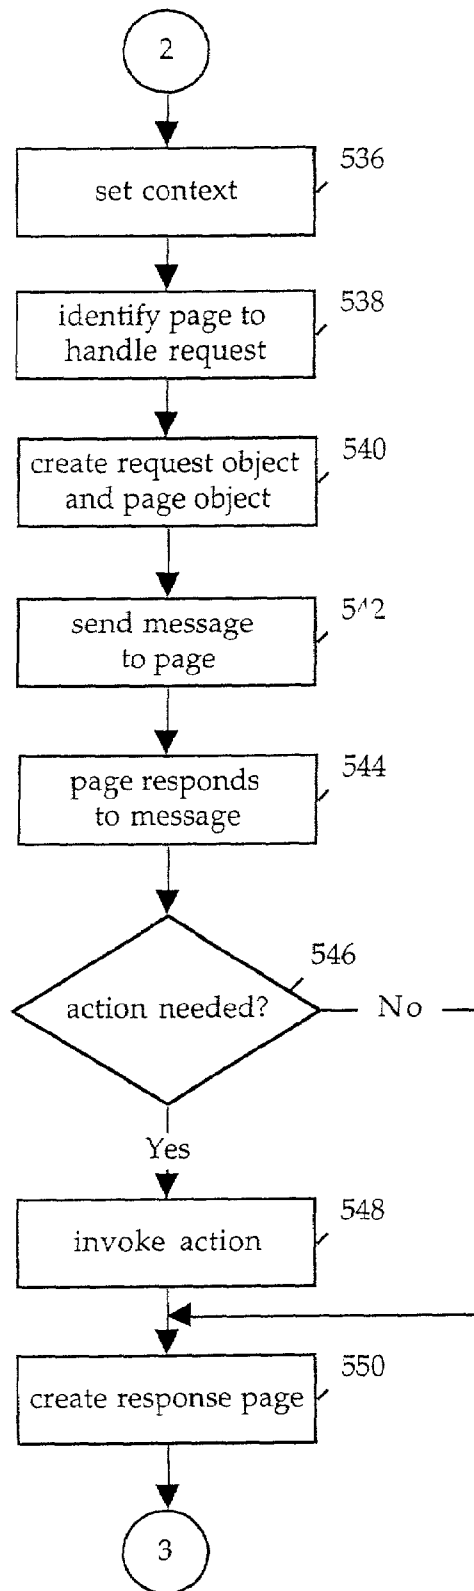 2
536
set context
538
identify page to
handle request
540
create request object
and page object
send message
to page
544
page responds
to message
546
action needed?
No
Yes
548
invoke action
550
create response page
3